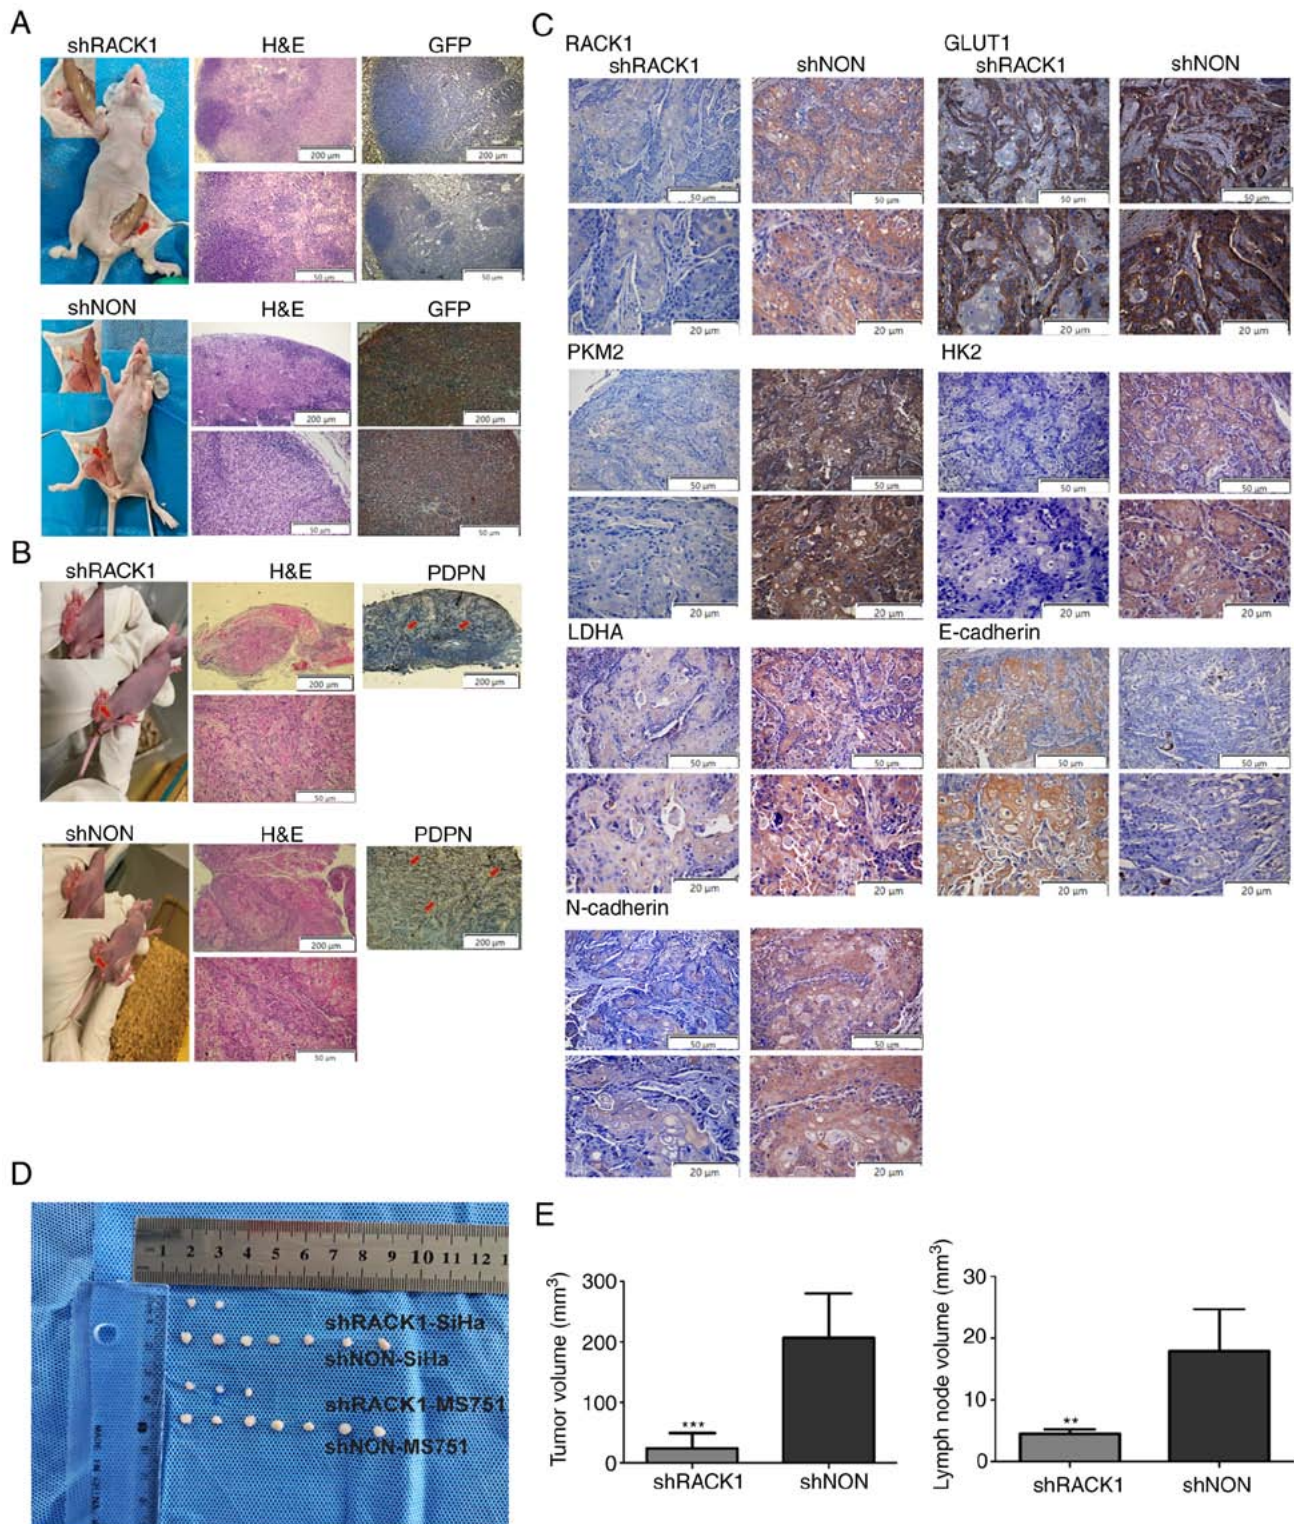 A
shRACK1 H&E GFP
200 µm 200 µm
50 µm 50 µm
shNON H&E GFP
200 µm 200 µm
50 µm 50 µm
B
shRACK1 H&E PDPN
200 µm 200 µm
50 µm
shNON H&E PDPN
200 µm 200 µm
50 µm
C
RACK1 GLUT1
shRACK1 shNON shRACK1 shNON
50 µm 50 µm 50 µm 50 µm
20 µm 20 µm 20 µm 20 µm
PKM2 HK2
50 µm 50 µm 50 µm 50 µm
20 µm 20 µm 20 µm 20 µm
LDHA E-cadherin
50 µm 50 µm 50 µm 50 µm
20 µm 20 µm 20 µm 20 µm
N-cadherin
50 µm 50 µm
20 µm 20 µm
D
1 2 3 4 5 6 7 8 9 10 11 12
shRACK1-SiHa
shNON-SiHa
shRACK1-MS751
shNON-MS751
E
Tumor volume (mm³)
300
200
100
0
***
shRACK1 shNON
Lymph node volume (mm³)
30
20
10
0
**
shRACK1 shNON